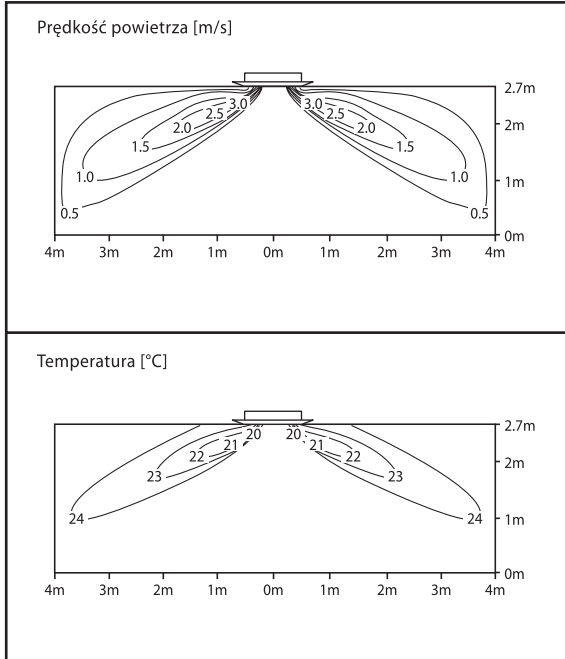 Prędkość powietrza [m/s]
2.7m
3.0 3.0
2.5 2.5
2m
2.0 2.0
1.5 1.5
1.0 1.0
1m
0.5 0.5
0m
4m 3m 2m 1m 0m 1m 2m 3m 4m
Temperatura [°C]
2.7m
20 20
21 21
22 22
2m
23 23
24 24
1m
0m
4m 3m 2m 1m 0m 1m 2m 3m 4m